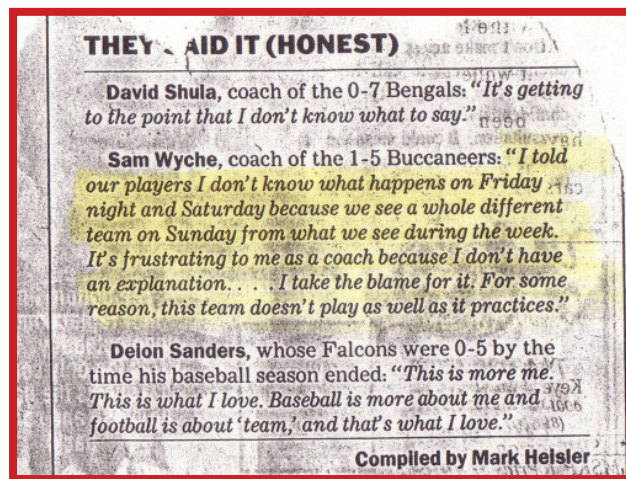 THEY AID IT (HONEST)
David Shula, coach of the 0-7 Bengals: "It's getting
to the point that I don't know what to say."
Sam Wyche, coach of the 1-5 Buccaneers: "I told
our players I don't know what happens on Friday
night and Saturday because we see a whole different
team on Sunday from what we see during the week.
It's frustrating to me as a coach because I don't have
an explanation. . . . I take the blame for it. For some
reason, this team doesn't play as well as it practices."
Deion Sanders, whose Falcons were 0-5 by the
time his baseball season ended: "This is more me.
This is what I love. Baseball is more about me and
football is about 'team,' and that's what I love."
Compiled by Mark Heisler